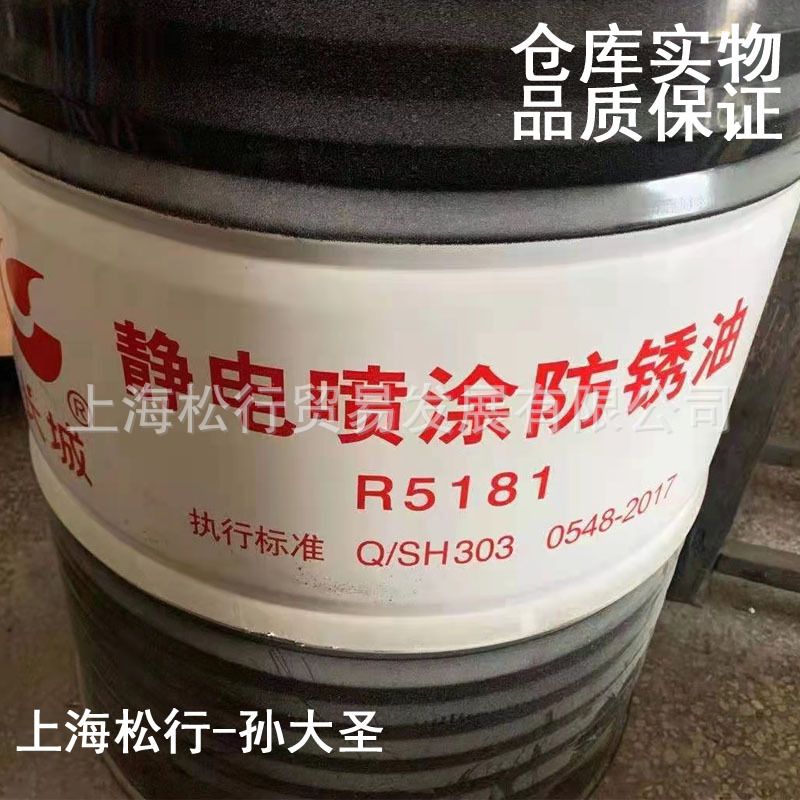 仓库实物
品质保证
静电喷涂防锈油
长城®
上海松行贸易发展有限公司
R5181
执行标准 Q/SH303 0548-2017
上海松行-孙大圣